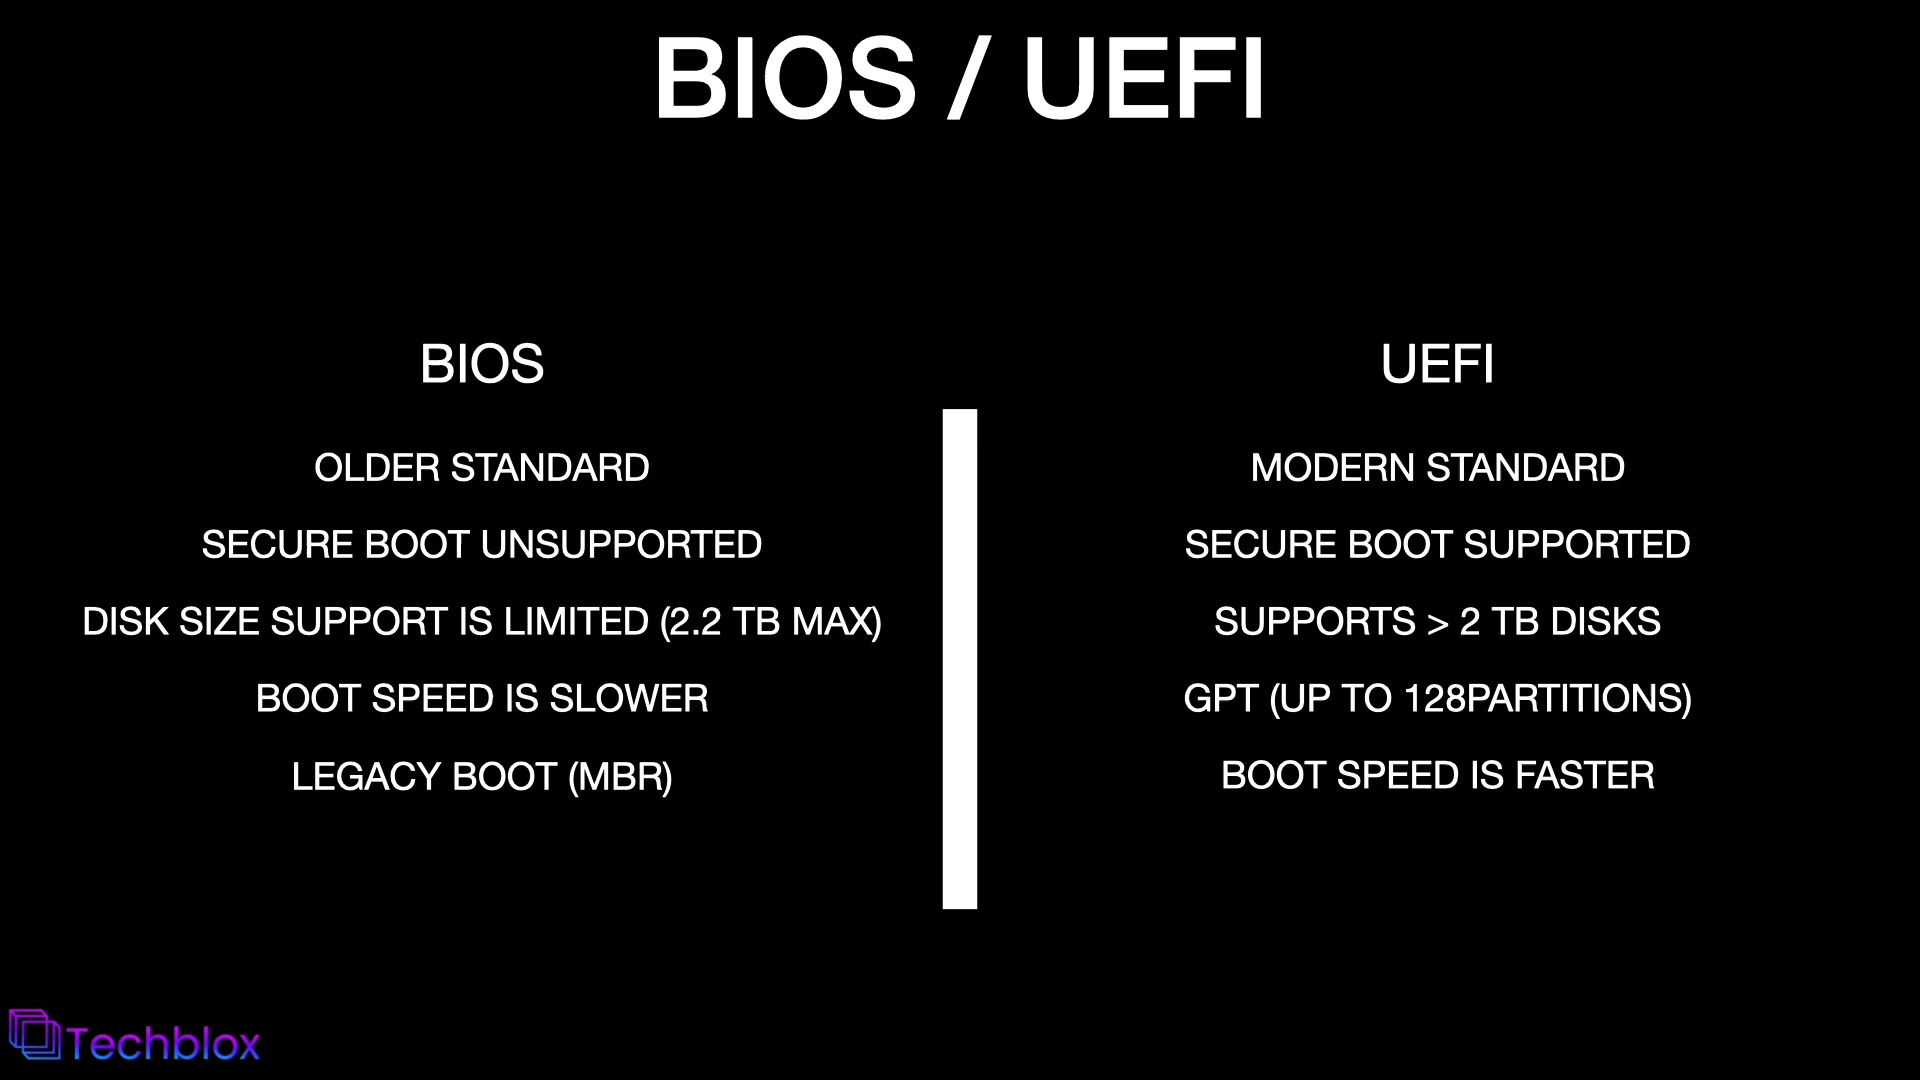 BIOS / UEFI
BIOS
OLDER STANDARD
SECURE BOOT UNSUPPORTED
DISK SIZE SUPPORT IS LIMITED (2.2 TB MAX)
BOOT SPEED IS SLOWER
LEGACY BOOT (MBR)
UEFI
MODERN STANDARD
SECURE BOOT SUPPORTED
SUPPORTS > 2 TB DISKS
GPT (UP TO 128PARTITIONS)
BOOT SPEED IS FASTER
Techblox